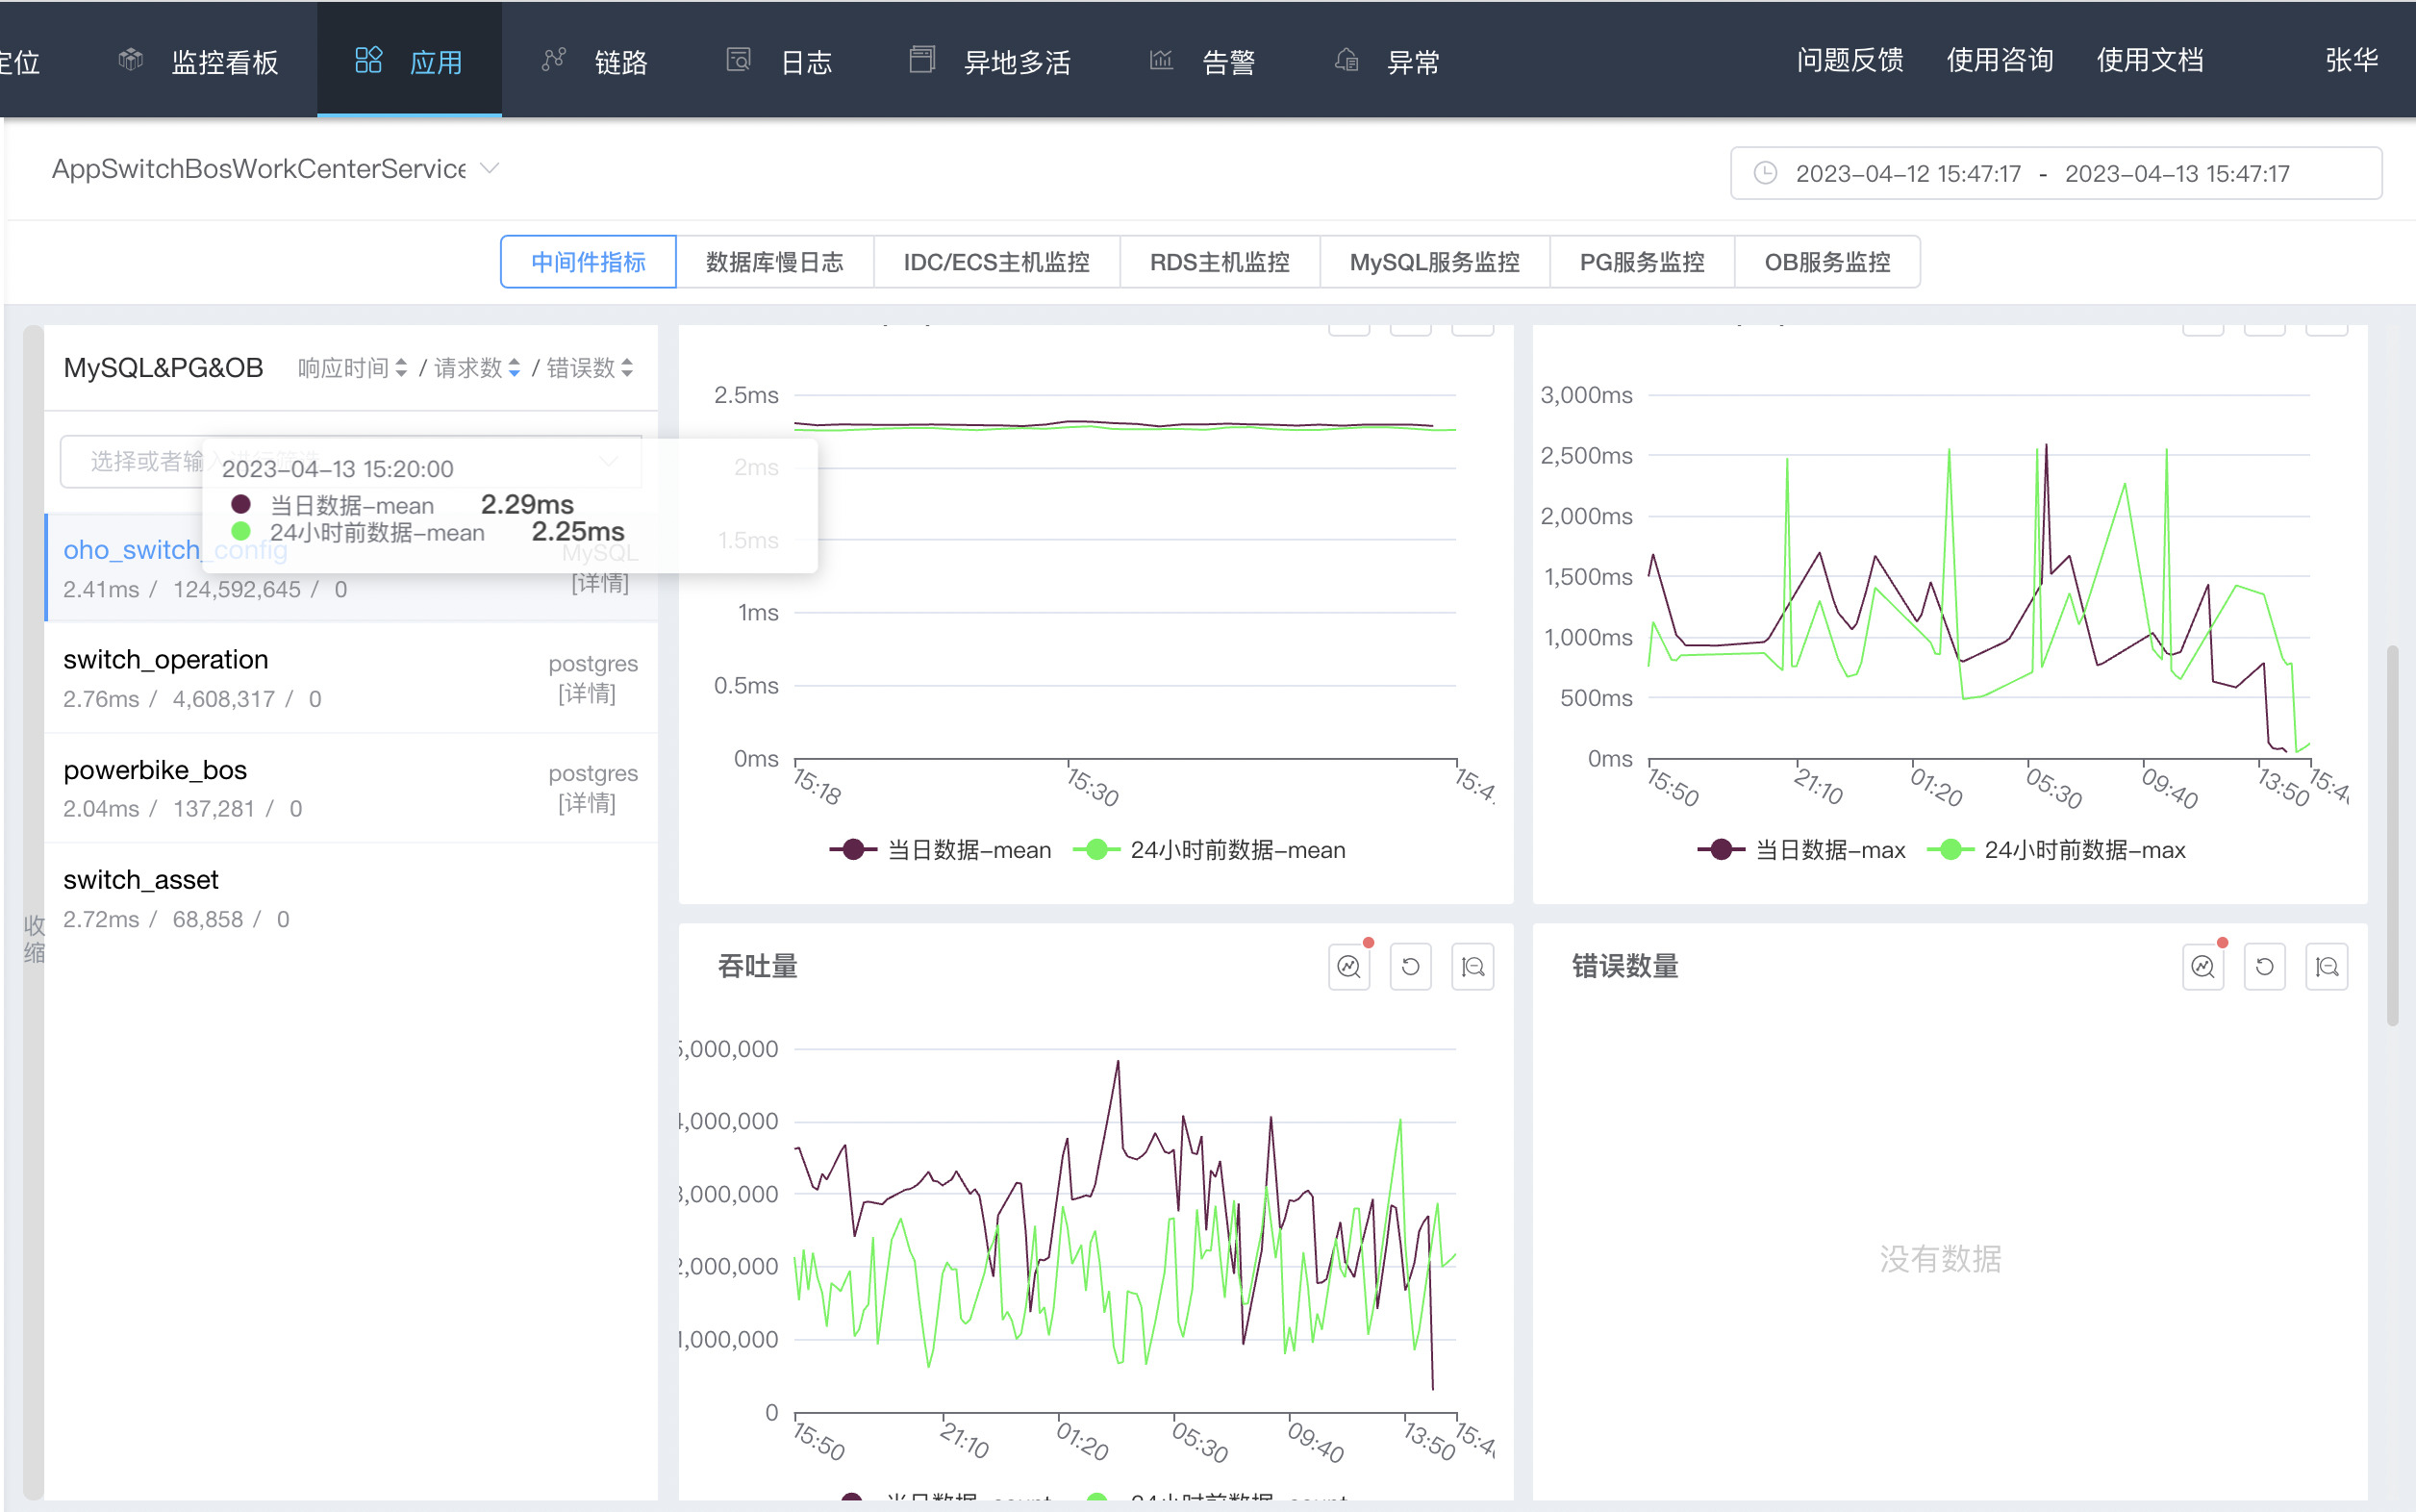 定位 监控看板 应用 链路 日志 异地多活 告警 异常 问题反馈 使用咨询 使用文档 张华
AppSwitchBosWorkCenterService
2023-04-12 15:47:17 - 2023-04-13 15:47:17
中间件指标 数据库慢日志 IDC/ECS主机监控 RDS主机监控 MySQL服务监控 PG服务监控 OB服务监控
收缩
MySQL&PG&OB 响应时间 / 请求数 / 错误数
选择或者输入进行筛选
oho_switch_config MySQL
2.41ms / 124,592,645 / 0 [详情]
switch_operation postgres
2.76ms / 4,608,317 / 0 [详情]
powerbike_bos postgres
2.04ms / 137,281 / 0 [详情]
switch_asset
2.72ms / 68,858 / 0
2023-04-13 15:20:00
当日数据-mean 2.29ms
24小时前数据-mean 2.25ms
2.5ms
2ms
1.5ms
1ms
0.5ms
0ms
15:18 15:30 15:4
当日数据-mean 24小时前数据-mean
3,000ms
2,500ms
2,000ms
1,500ms
1,000ms
500ms
0ms
15:50 21:10 01:20 05:30 09:40 13:50 15:4
当日数据-max 24小时前数据-max
吞吐量
5,000,000
4,000,000
3,000,000
2,000,000
1,000,000
0
15:50 21:10 01:20 05:30 09:40 13:50 15:4
当日数据-count 24小时前数据-count
错误数量
没有数据